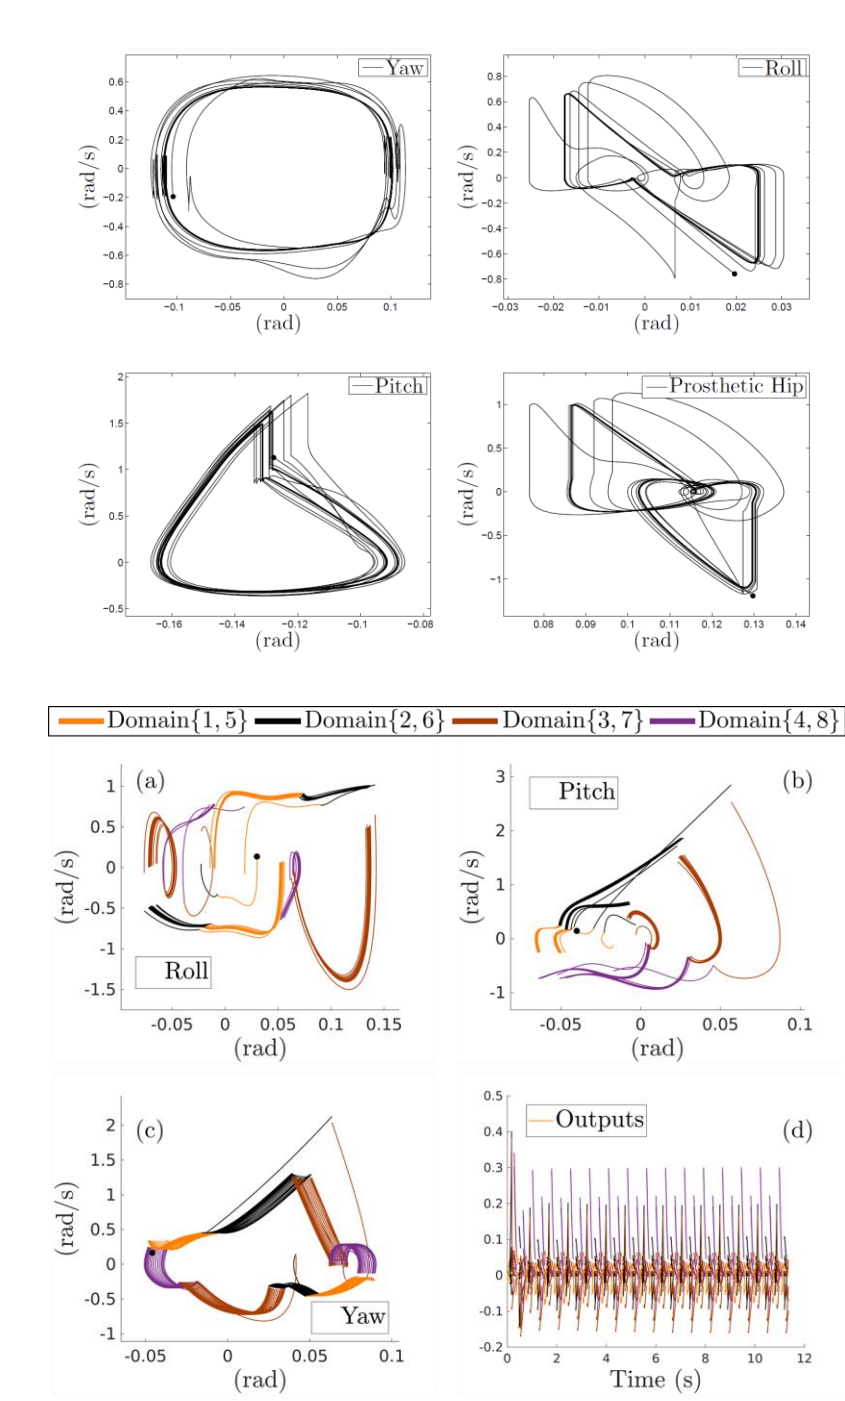 Yaw
0.6
0.4
0.2
0
−0.2
−0.4
−0.6
−0.8
(rad/s)
−0.1 −0.05 0 0.05 0.1
(rad)
Roll
0.8
0.6
0.4
0.2
0
−0.2
−0.4
−0.6
−0.8
(rad/s)
−0.03 −0.02 −0.01 0 0.01 0.02 0.03
(rad)
Pitch
2
1.5
1
0.5
0
−0.5
(rad/s)
−0.16 −0.14 −0.12 −0.1 −0.08
(rad)
Prosthetic Hip
1
0.5
0
−0.5
−1
(rad/s)
0.08 0.09 0.1 0.11 0.12 0.13 0.14
(rad)
Domain{1, 5} Domain{2, 6} Domain{3, 7} Domain{4, 8}
(a)
1
0.5
0
-0.5
-1
-1.5
(rad/s)
Roll
-0.05 0 0.05 0.1 0.15
(rad)
(b)
Pitch
3
2
1
0
-1
(rad/s)
-0.05 0 0.05 0.1
(rad)
(c)
2
1.5
1
0.5
0
-0.5
-1
(rad/s)
Yaw
-0.05 0 0.05 0.1
(rad)
(d)
Outputs
0.5
0.4
0.3
0.2
0.1
0
-0.1
-0.2
0 2 4 6 8 10 12
Time (s)